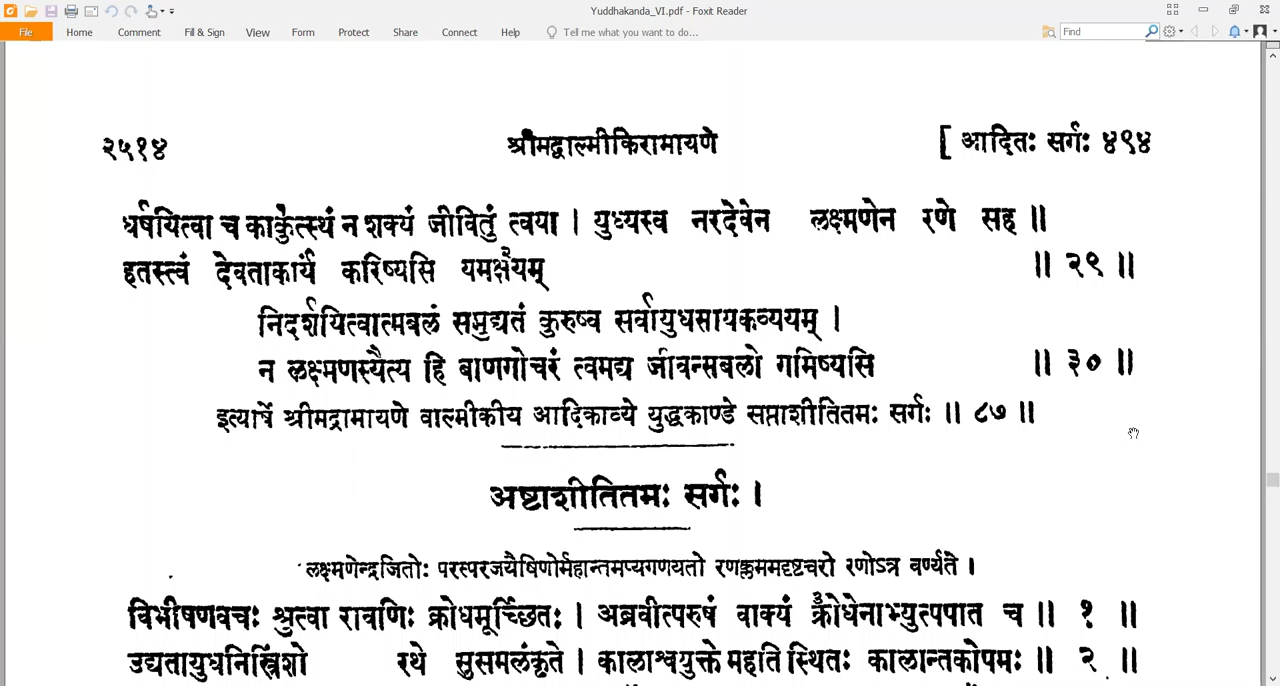 Yuddhakanda_VI.pdf - Foxit Reader
File Home Comment Fill & Sign View Form Protect Share Connect Help Tell me what you want to do... Find
२५१४ श्रीमद्वाल्मीकिरामायणे [ आदितः सर्गः ४९४
धर्षयित्वा च काकुत्स्थं न शक्यं जीवितुं त्वया । युध्यस्व नरदेवेन लक्ष्मणेन रणे सह ॥
हतस्त्वं देवताकार्यं करिष्यसि यमक्षयम् ॥ २९ ॥
निदर्शयित्वात्मबलं समुद्यतं कुरुष्व सर्वायुधसायकव्ययम् ।
न लक्ष्मणस्यैत्य हि बाणगोचरं त्वमद्य जीवन्सबलो गमिष्यसि ॥ ३० ॥
इत्यार्षे श्रीमद्रामायणे वाल्मीकीय आदिकाव्ये युद्धकाण्डे सप्ताशीतितमः सर्गः ॥ ८७ ॥
अष्टाशीतितमः सर्गः ।
लक्ष्मणेन्द्रजितोः परस्परजयैषिणोर्महान्तमप्यगणयतो रणक्लममदृष्टचरो रणोऽत्र वर्ण्यते ।
विभीषणवचः श्रुत्वा रावणिः क्रोधमूर्च्छितः । अब्रवीत्परुषं वाक्यं क्रोधेनाभ्युत्पपात च ॥ १ ॥
उद्यतायुधनिस्त्रिंशो रथे सुसमलंकृते । कालाश्वयुक्ते महति स्थितः कालान्तकोपमः ॥ २ ॥